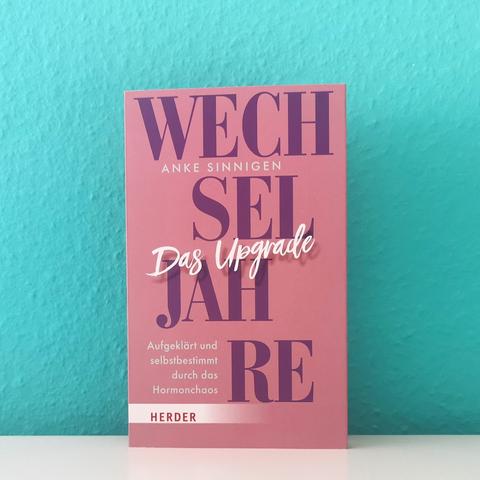 WECH
ANKE SINNIGEN
SEL
Das Upgrade
JAH
Aufgeklärt und
selbstbestimmt
durch das
Hormonchaos
RE
HERDER